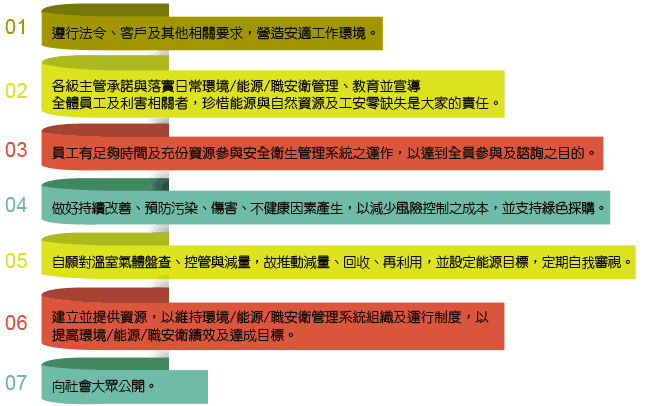 01
遵行法令、客戶及其他相關要求，營造安適工作環境。
02
各級主管承諾與落實日常環境/能源/職安衛管理、教育並宣導
全體員工及利害相關者，珍惜能源與自然資源及工安零缺失是大家的責任。
03
員工有足夠時間及充份資源參與安全衛生管理系統之運作，以達到全員參與及諮詢之目的。
04
做好持續改善、預防污染、傷害、不健康因素產生，以減少風險控制之成本，並支持綠色採購。
05
自願對溫室氣體盤查、控管與減量，故推動減量、回收、再利用，並設定能源目標，定期自我審視。
06
建立並提供資源，以維持環境/能源/職安衛管理系統組織及運行制度，以
提高環境/能源/職安衛績效及達成目標。
07
向社會大眾公開。